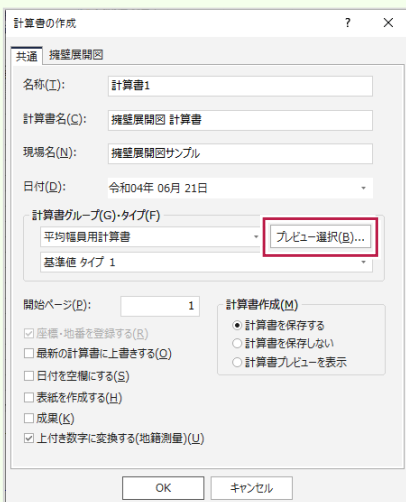 計算書の作成
? ×
共通 擁壁展開図
名称(T): 計算書1
計算書名(C): 擁壁展開図 計算書
現場名(N): 擁壁展開図サンプル
日付(D): 令和04年 06月 21日
計算書グループ(G)・タイプ(F)
平均幅員用計算書 プレビュー選択(B)...
基準値 タイプ 1
開始ページ(P): 1
計算書作成(M)
計算書を保存する
計算書を保存しない
計算書プレビューを表示
座標・地番を登録する(R)
最新の計算書に上書きする(O)
日付を空欄にする(S)
表紙を作成する(H)
成果(K)
上付き数字に変換する(地籍測量)(U)
OK キャンセル